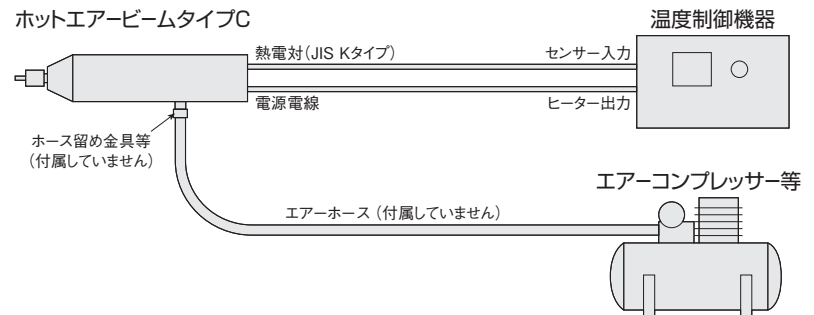 ホットエアービームタイプC
温度制御機器
熱電対(JIS Kタイプ)
センサー入力
電源電線
ヒーター出力
ホース留め金具等
(付属していません)
エアーコンプレッサー等
エアーホース(付属していません)